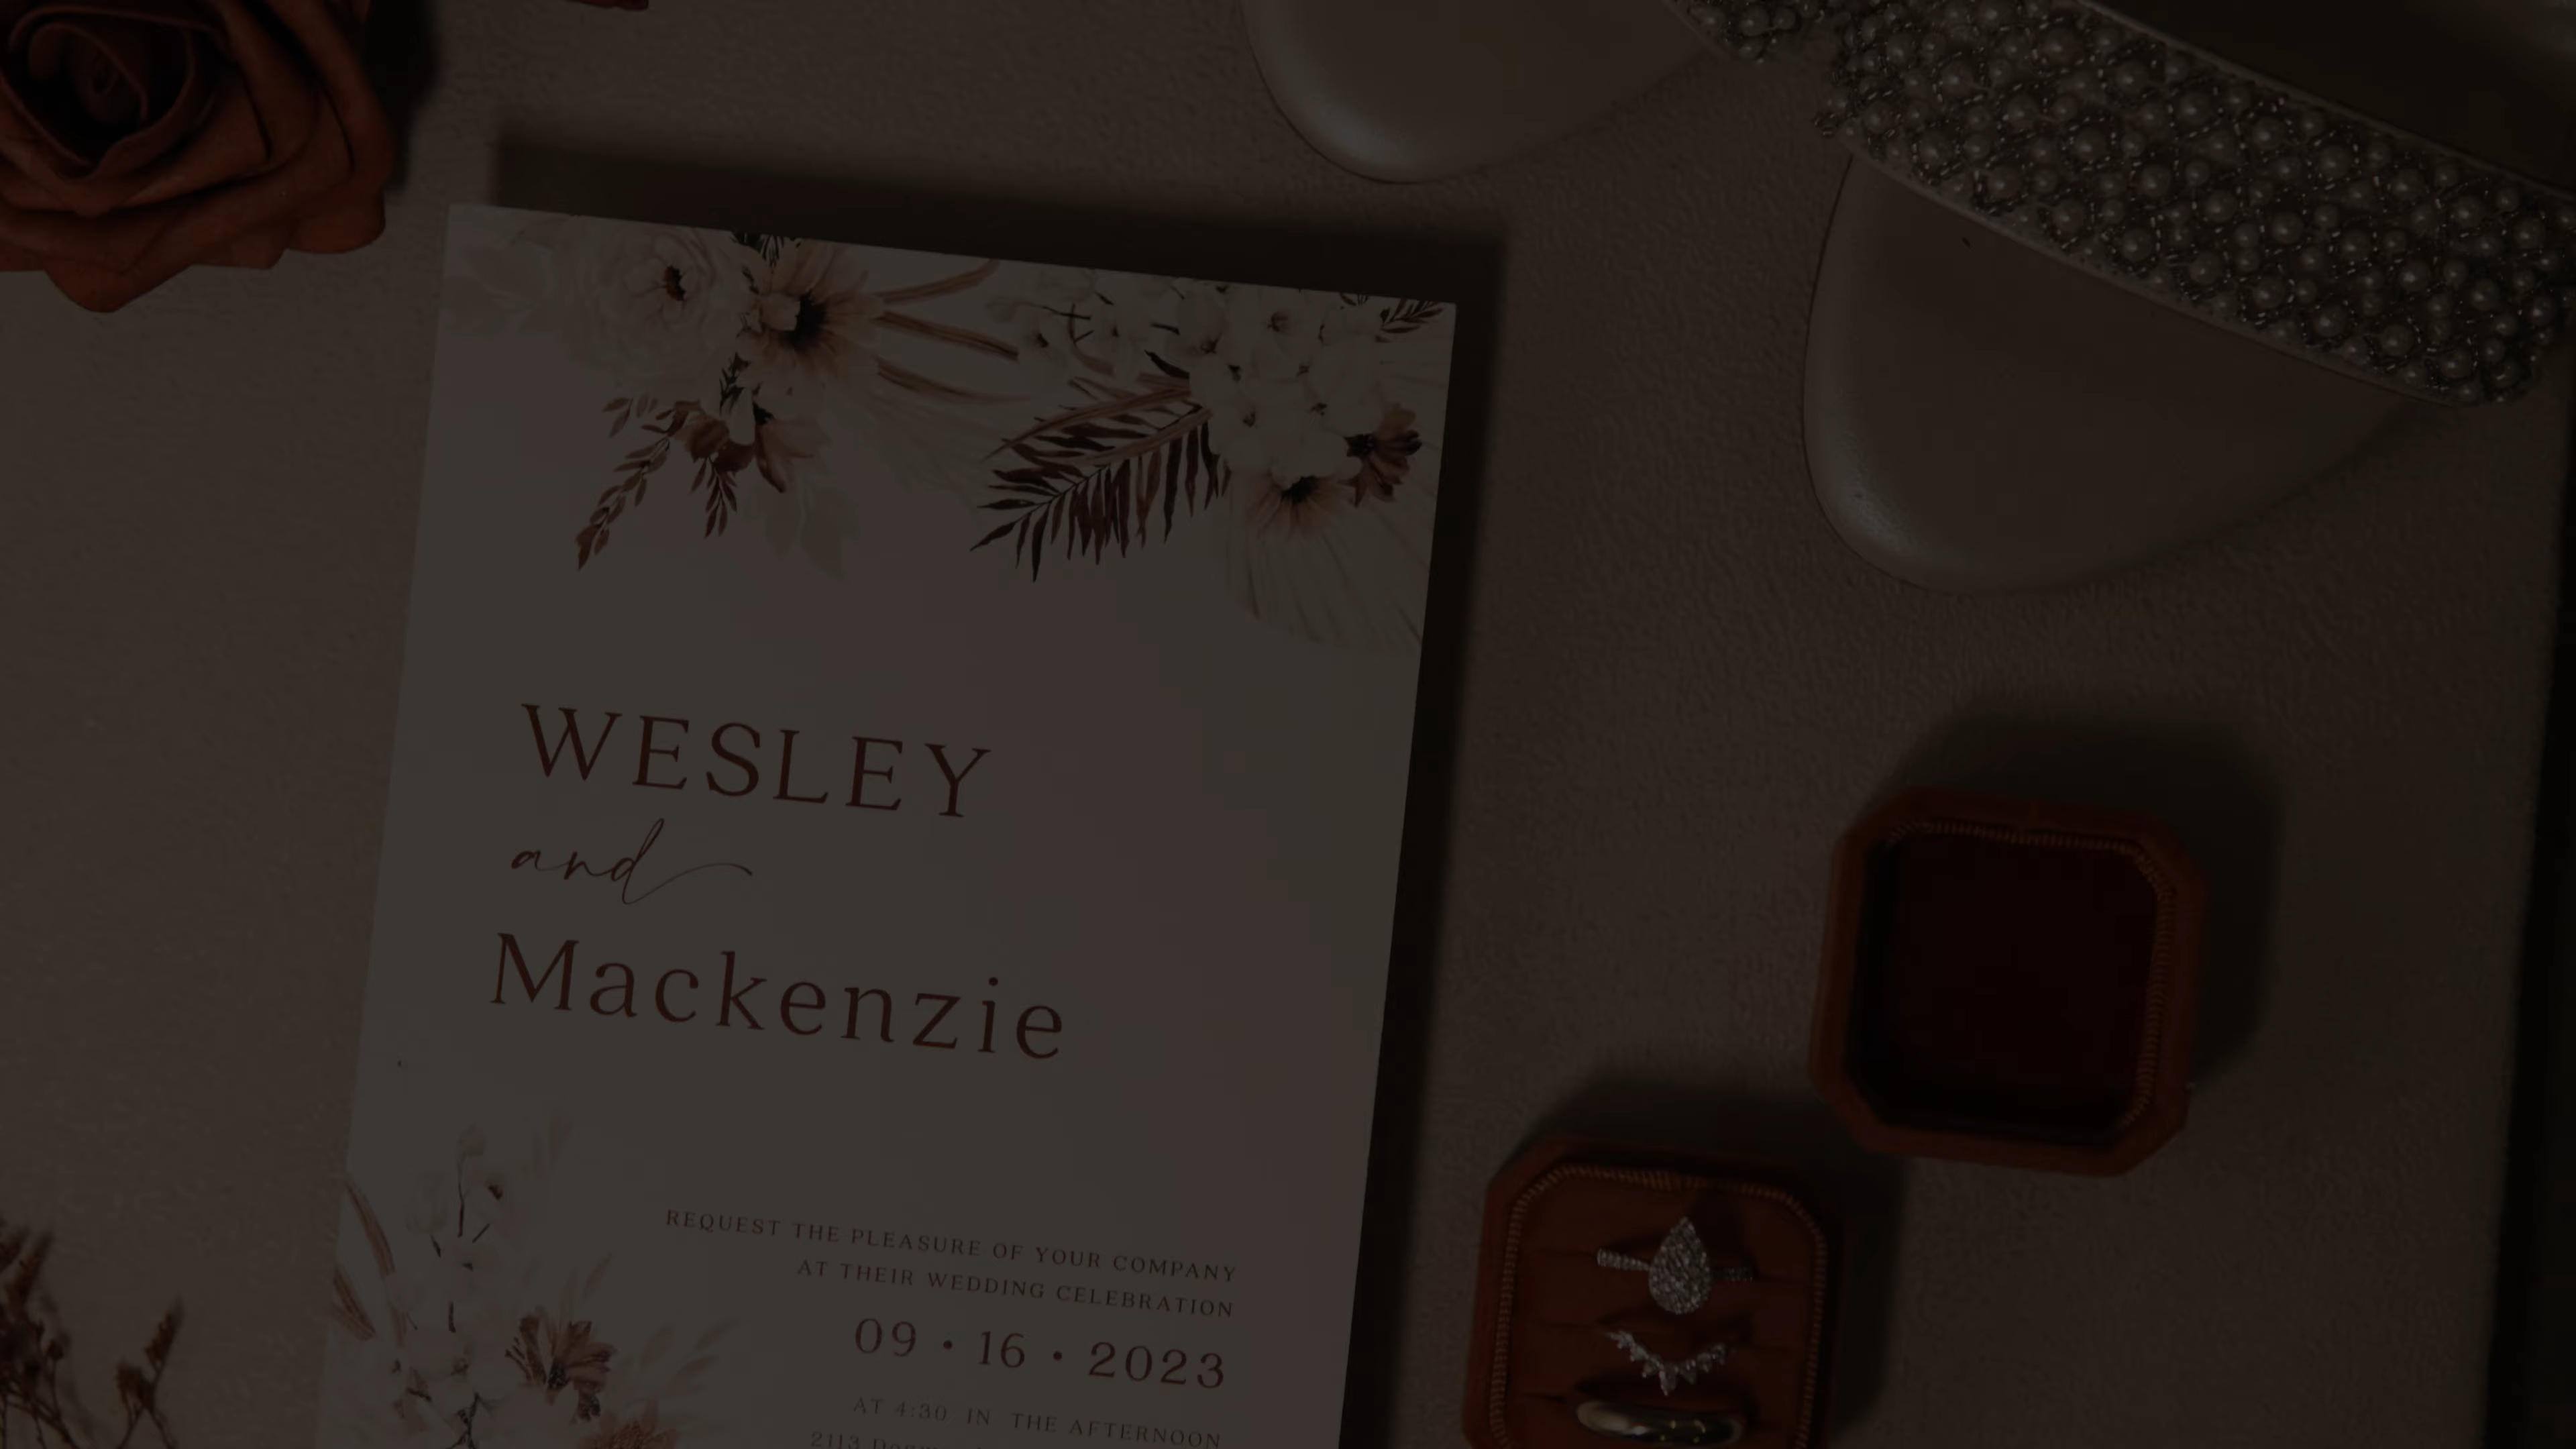 WESLEY
and
Mackenzie
REQUEST THE PLEASURE OF YOUR COMPANY
AT THEIR WEDDING CELEBRATION
09 • 16 • 2023
AT 4:30 IN THE AFTERNOON
2113